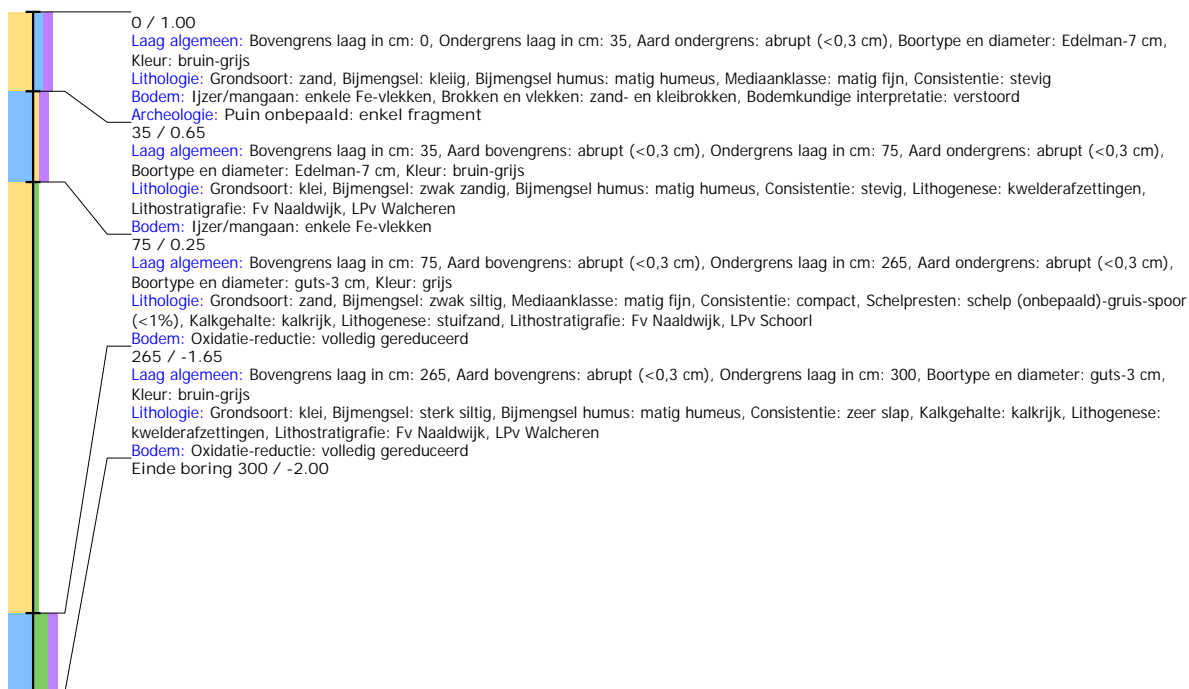 0 / 1.00
Laag algemeen: Bovengrens laag in cm: 0, Ondergrens laag in cm: 35, Aard ondergrens: abrupt (<0,3 cm), Boortype en diameter: Edelman-7 cm,
Kleur: bruin-grijs
Lithologie: Grondsoort: zand, Bijmengsel: kleiig, Bijmengsel humus: matig humeus, Mediaanklasse: matig fijn, Consistentie: stevig
Bodem: Ijzer/mangaan: enkele Fe-vlekken, Brokken en vlekken: zand- en kleibrokken, Bodemkundige interpretatie: verstoord
Archeologie: Puin onbepaald: enkel fragment
35 / 0.65
Laag algemeen: Bovengrens laag in cm: 35, Aard bovengrens: abrupt (<0,3 cm), Ondergrens laag in cm: 75, Aard ondergrens: abrupt (<0,3 cm),
Boortype en diameter: Edelman-7 cm, Kleur: bruin-grijs
Lithologie: Grondsoort: klei, Bijmengsel: zwak zandig, Bijmengsel humus: matig humeus, Consistentie: stevig, Lithogenese: kwelderafzettingen,
Lithostratigrafie: Fv Naaldwijk, LPv Walcheren
Bodem: Ijzer/mangaan: enkele Fe-vlekken
75 / 0.25
Laag algemeen: Bovengrens laag in cm: 75, Aard bovengrens: abrupt (<0,3 cm), Ondergrens laag in cm: 265, Aard ondergrens: abrupt (<0,3 cm),
Boortype en diameter: guts-3 cm, Kleur: grijs
Lithologie: Grondsoort: zand, Bijmengsel: zwak siltig, Mediaanklasse: matig fijn, Consistentie: compact, Schelpresten: schelp (onbepaald)-gruis-spoor
(<1%), Kalkgehalte: kalkrijk, Lithogenese: stuifzand, Lithostratigrafie: Fv Naaldwijk, LPv Schoorl
Bodem: Oxidatie-reductie: volledig gereduceerd
265 / -1.65
Laag algemeen: Bovengrens laag in cm: 265, Aard bovengrens: abrupt (<0,3 cm), Ondergrens laag in cm: 300, Boortype en diameter: guts-3 cm,
Kleur: bruin-grijs
Lithologie: Grondsoort: klei, Bijmengsel: sterk siltig, Bijmengsel humus: matig humeus, Consistentie: zeer slap, Kalkgehalte: kalkrijk, Lithogenese:
kwelderafzettingen, Lithostratigrafie: Fv Naaldwijk, LPv Walcheren
Bodem: Oxidatie-reductie: volledig gereduceerd
Einde boring 300 / -2.00